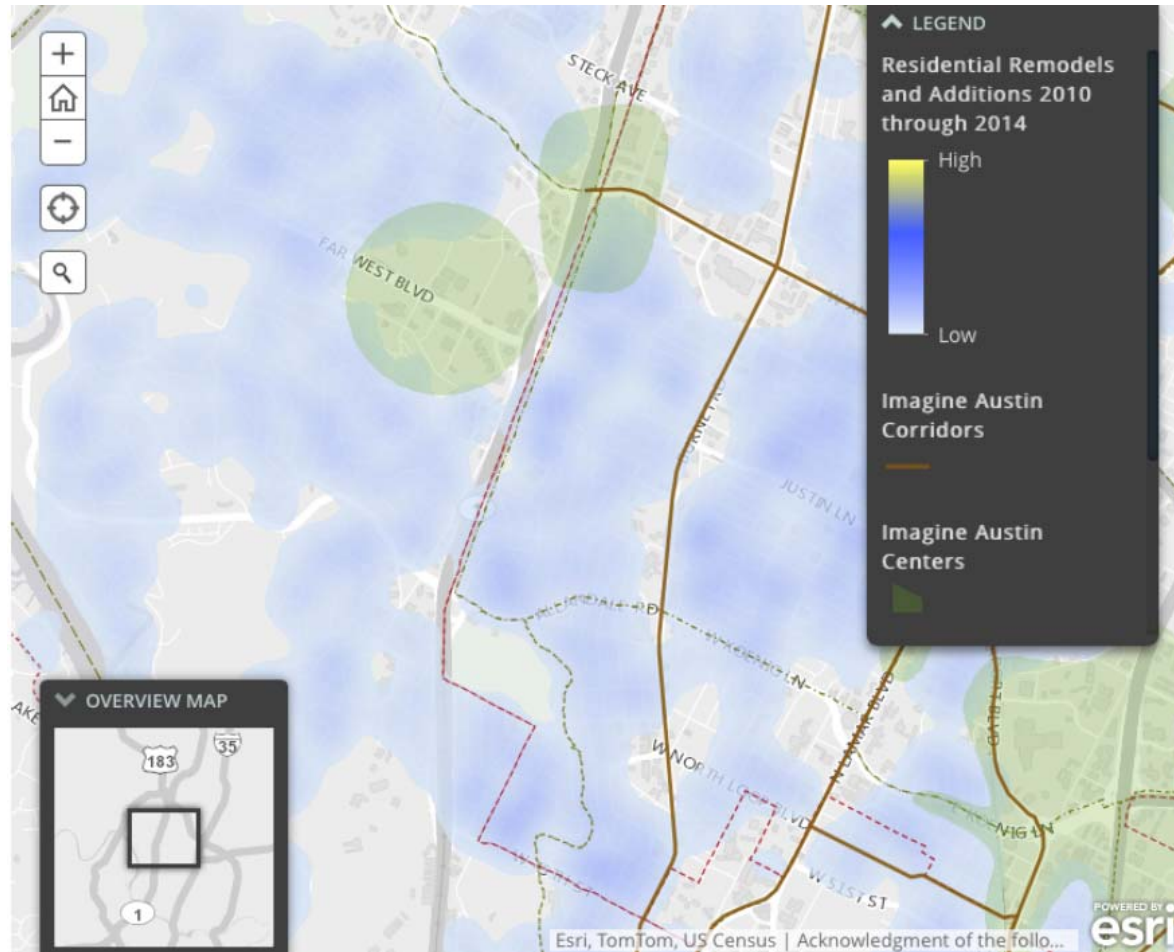 +
−
STECK AVE
FAR WEST BLVD
JUSTIN LN
W KOENIG LN
N LAMAR BLVD
W NORTH LOOP BLVD
W 51ST ST
LEGEND
Residential Remodels
and Additions 2010
through 2014
High
Low
Imagine Austin
Corridors
Imagine Austin
Centers
OVERVIEW MAP
183
35
1
Esri, TomTom, US Census | Acknowledgment of the follo...
POWERED BY
esri